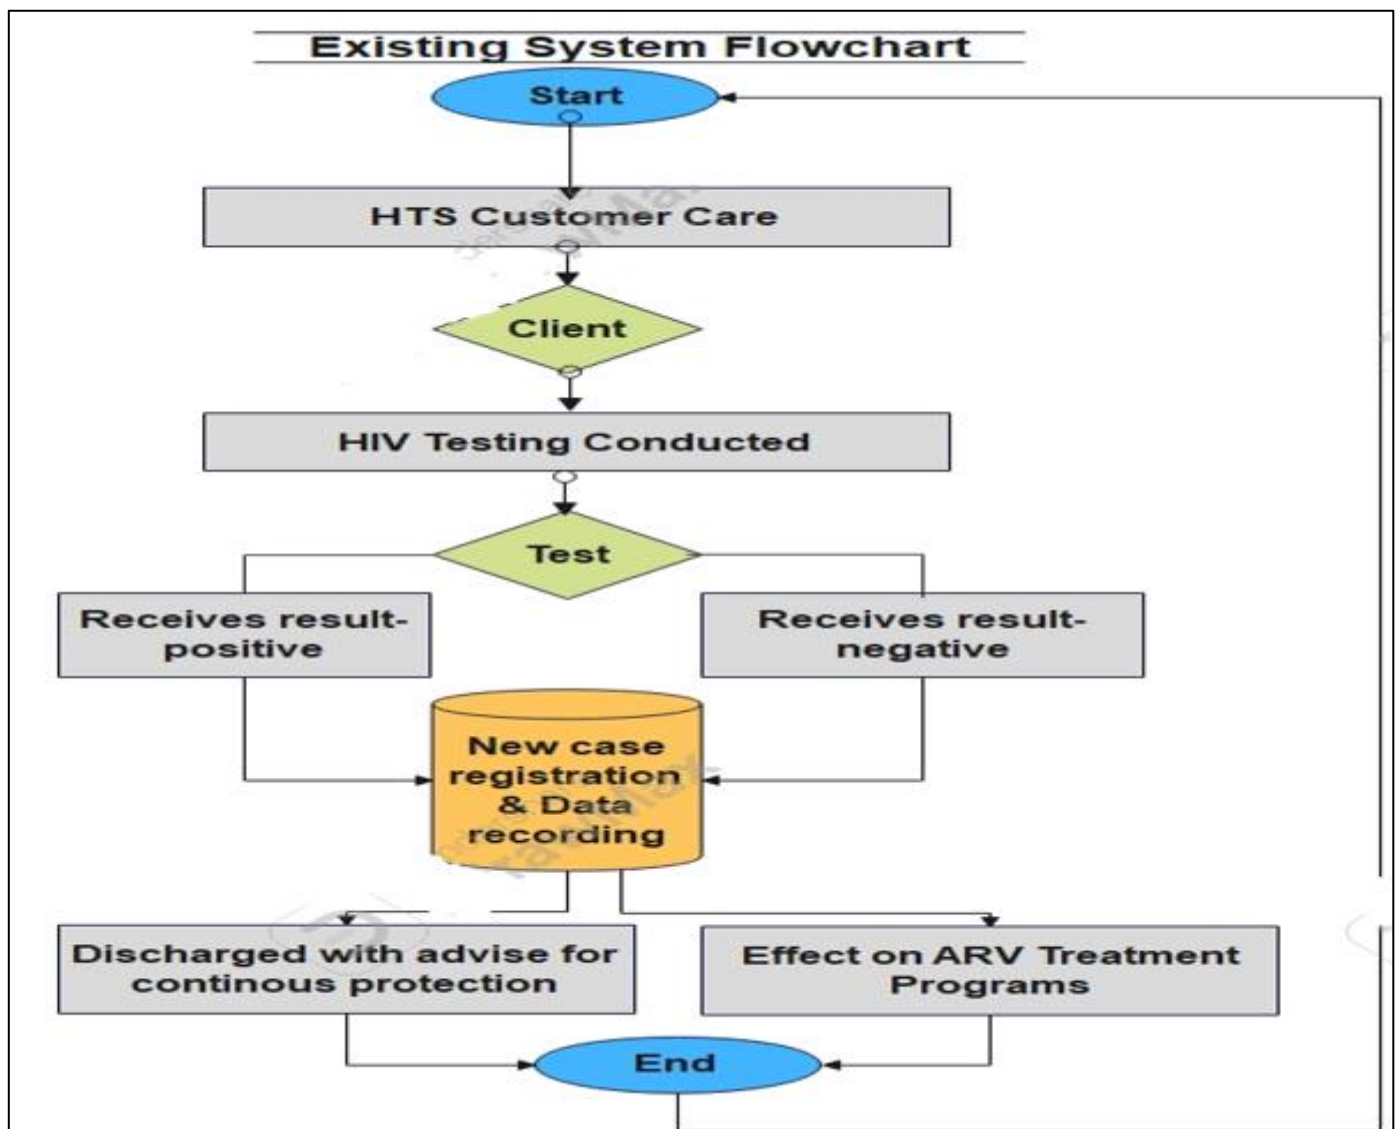 Existing System Flowchart
Start
HTS Customer Care
Client
HIV Testing Conducted
Test
Receives result-
positive
Receives result-
negative
New case
registration
& Data
recording
Discharged with advise for
continous protection
Effect on ARV Treatment
Programs
End